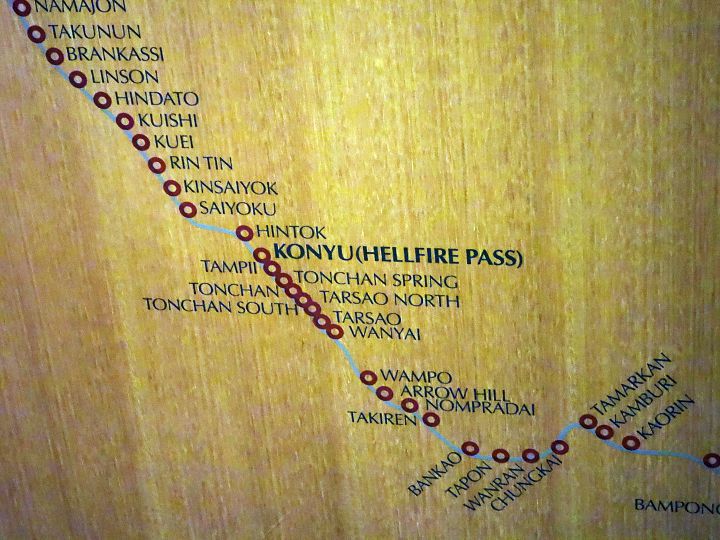 NAMAJON
TAKUNUN
BRANKASSI
LINSON
HINDATO
KUISHI
KUEI
RIN TIN
KINSAIYOK
SAIYOKU
HINTOK
KONYU(HELLFIRE PASS)
TAMPII
TONCHAN SPRING
TONCHAN
TARSAO NORTH
TONCHAN SOUTH
TARSAO
WANYAI
WAMPO
ARROW HILL
NOMPRADAI
TAKIREN
BANKAO
TAPON
WANRAN
CHUNGKAI
TAMARKAN
KAMBURI
KAORIN
BAMPONG